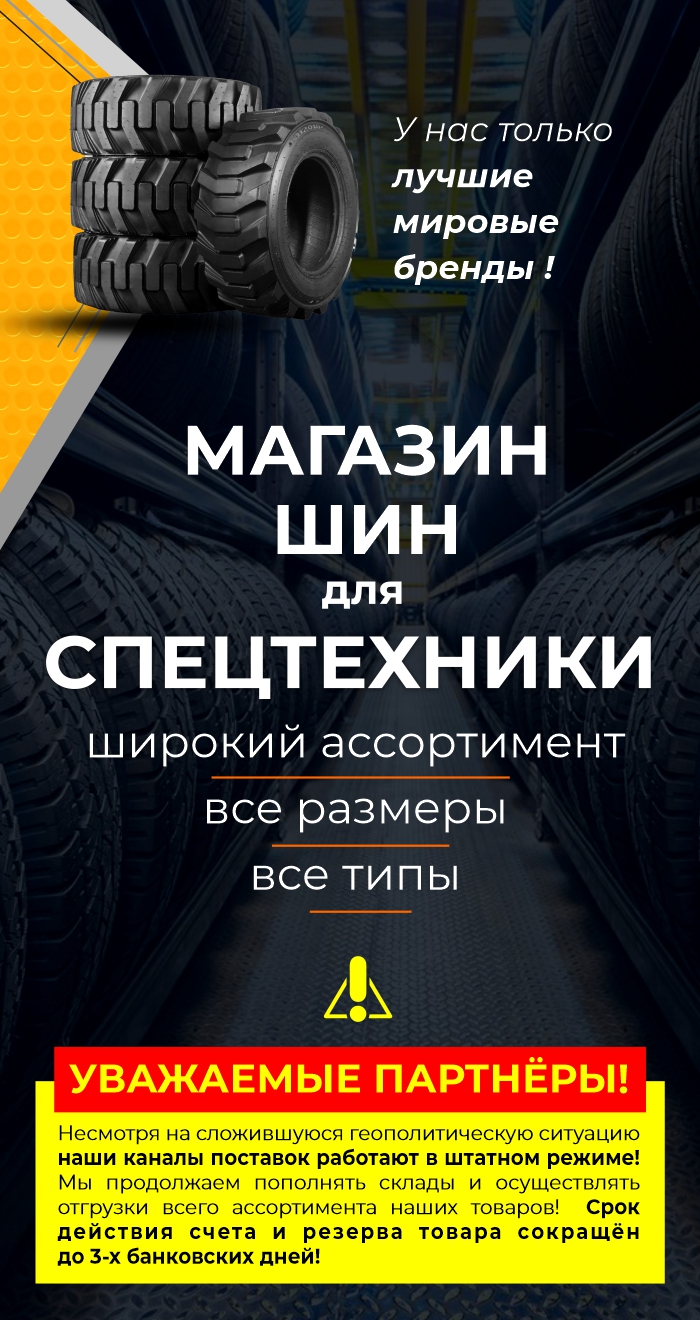 У нас только
лучшие
мировые
бренды !
МАГАЗИН
ШИН
для
СПЕЦТЕХНИКИ
широкий ассортимент
все размеры
все типы
УВАЖАЕМЫЕ ПАРТНЁРЫ!
Несмотря на сложившуюся геополитическую ситуацию
наши каналы поставок работают в штатном режиме!
Мы продолжаем пополнять склады и осуществлять
отгрузки всего ассортимента наших товаров! Срок
действия счета и резерва товара сокращён
до 3-х банковских дней!